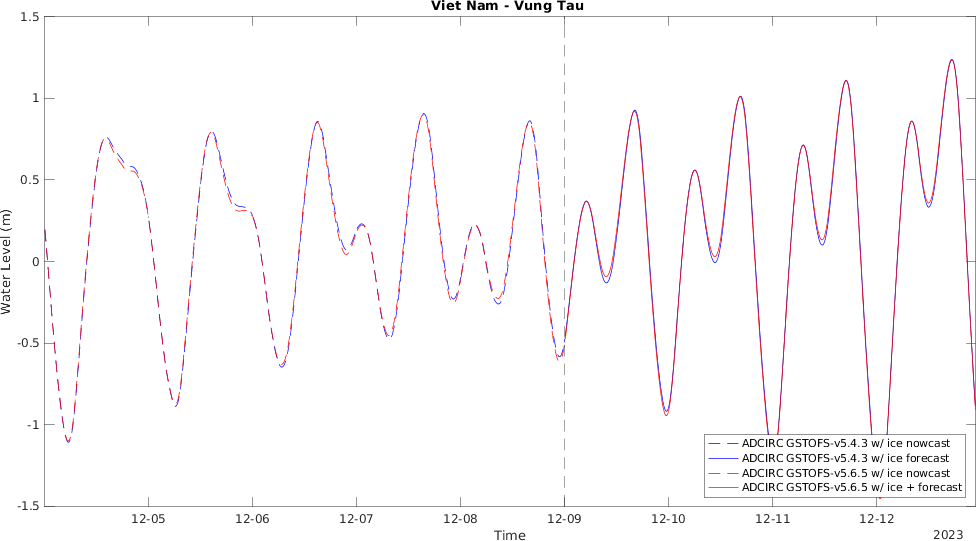 Viet Nam - Vung Tau
1.5
1
0.5
0
-0.5
-1
-1.5
Water Level (m)
12-05
12-06
12-07
12-08
12-09
12-10
12-11
12-12
Time
2023
ADCIRC GSTOFS-v5.4.3 w/ ice nowcast
ADCIRC GSTOFS-v5.4.3 w/ ice forecast
ADCIRC GSTOFS-v5.6.5 w/ ice nowcast
ADCIRC GSTOFS-v5.6.5 w/ ice + forecast